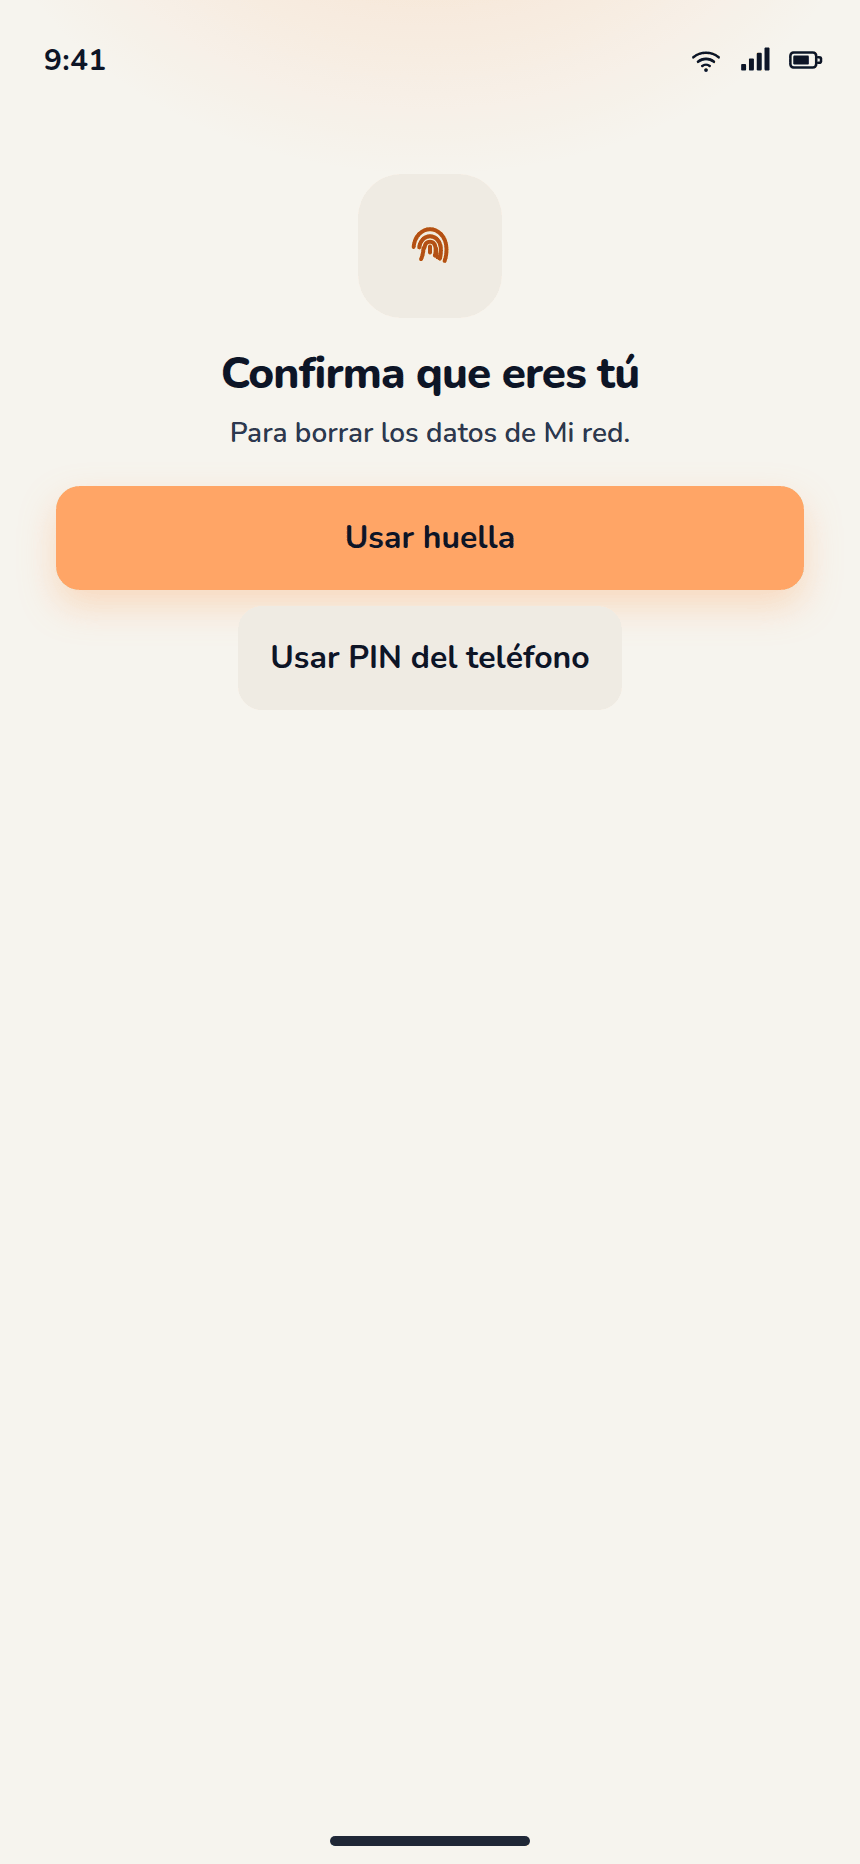 9:41
Confirma que eres tú
Para borrar los datos de Mi red.
Usar huella
Usar PIN del teléfono